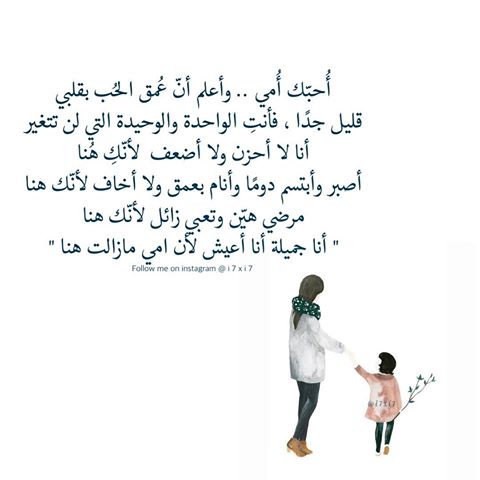 أُحبّك أُمي .. وأعلم أنّ عُمق الحُب بقلبي
قليل جدًا ، فأنتِ الواحدة والوحيدة التي لن تتغير
أنا لا أحزن ولا أضعف لأنّكِ هُنا
أصبر وأبتسم دومًا وأنام بعمق ولا أخاف لأنّك هنا
مرضي هيّن وتعبي زائل لأنّك هنا
" أنا جميلة أنا أعيش لأن امي مازالت هنا "
Follow me on instagram @ i 7 x i 7
@ i 7 x i 7